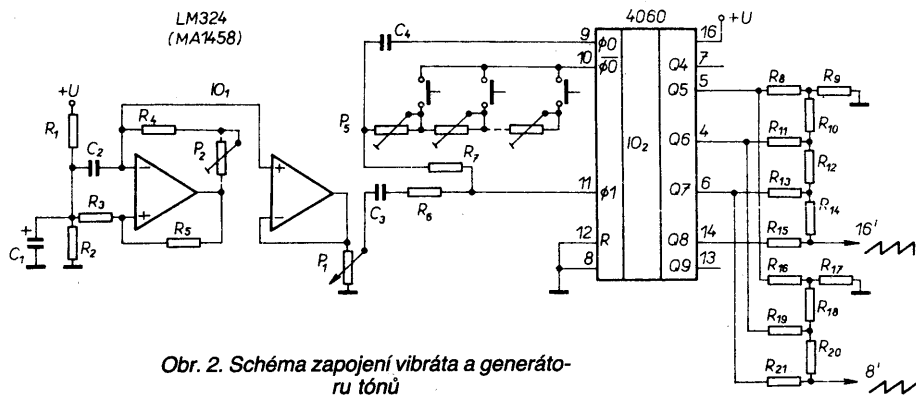 LM324
(MA1458)
4060
+U
IO1
R1
C2
R4
P2
R3
R5
C1
R2
P1
C4
P5
R7
C3
R6
9 φ0
10 φ0
11 φ1
12 R
8
IO2
16 +U
Q4 7
Q5 5
Q6 4
Q7 6
Q8 14
Q9 13
R8 R9
R10
R11
R12
R13
R14
R15 16'
R16 R17
R18
R19
R20
R21 8'
Obr. 2. Schéma zapojení vibráta a generáto-
ru tónů